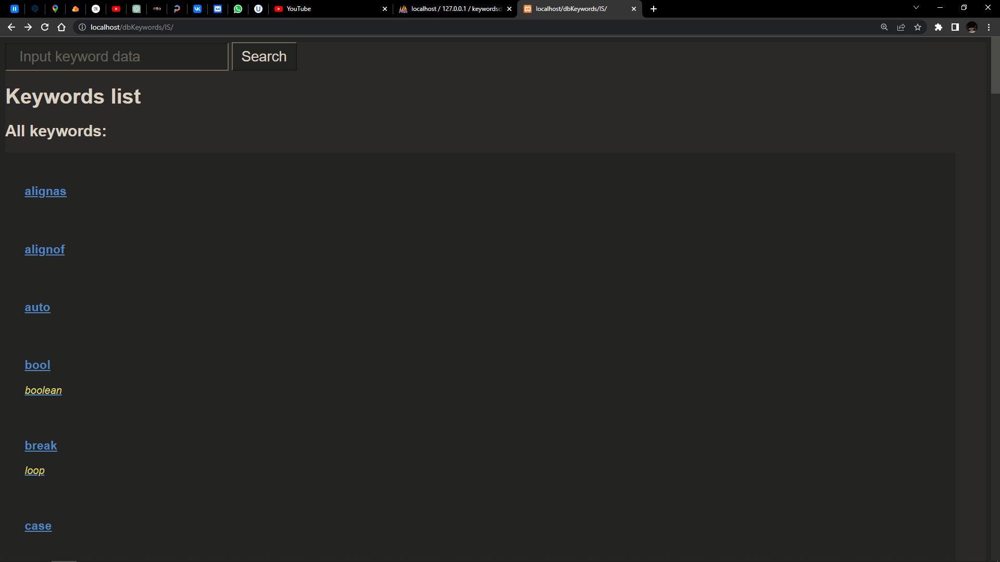 YouTube
localhost / 127.0.0.1 / keywordsd
localhost/dbKeywords/IS/
localhost/dbKeywords/IS/
Input keyword data
Search
Keywords list
All keywords:
alignas
alignof
auto
bool
boolean
break
loop
case